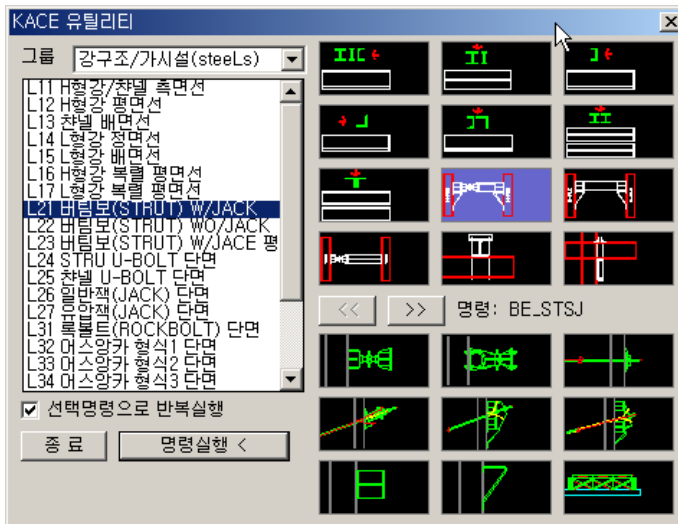 KACE 유틸리티
그룹
강구조/가시설(steeLs)
L11 H형강/챤넬 측면선
L12 H형강 평면선
L13 챤넬 배면선
L14 L형강 정면선
L15 L형강 배면선
L16 H형강 복렬 평면선
L17 L형강 복렬 평면선
L21 버팀보(STRUT) W/JACK
L22 버팀보(STRUT) WO/JACK
L23 버팀보(STRUT) W/JACE 평
L24 STRU U-BOLT 단면
L25 챤넬 U-BOLT 단면
L26 일반잭(JACK) 단면
L27 유압잭(JACK) 단면
L31 록볼트(ROCKBOLT) 단면
L32 어스앙카 형식1 단면
L33 어스앙카 형식2 단면
L34 어스앙카 형식3 단면
<< >> 명령: BE_STSJ
선택명령으로 반복실행
종 료 명령실행 <